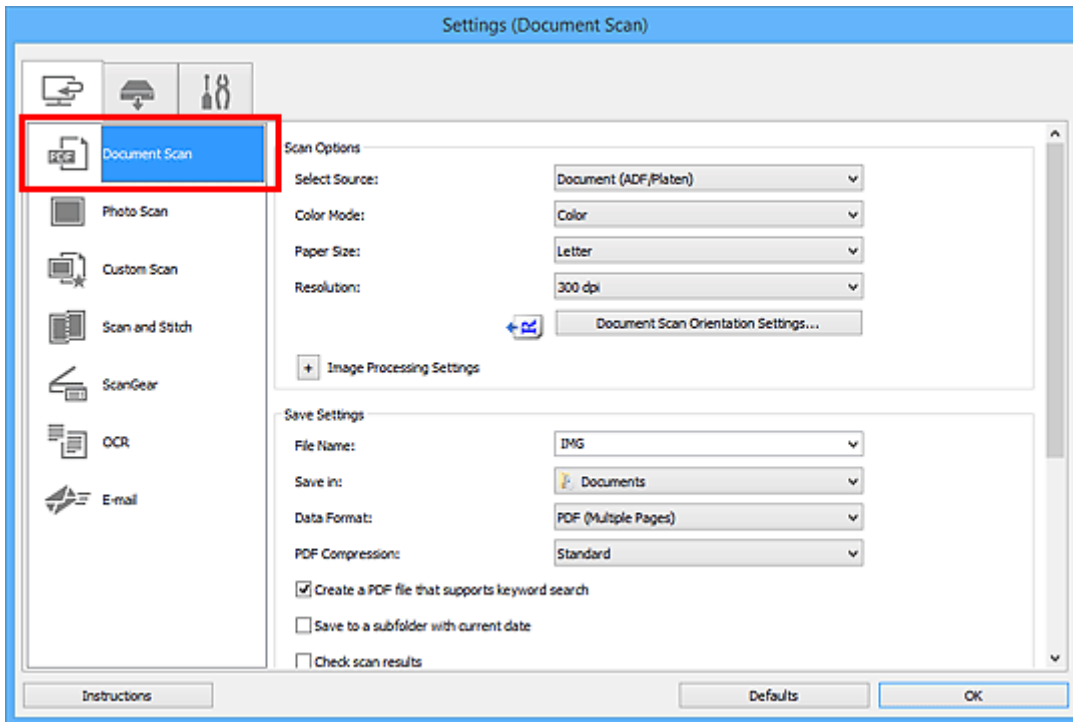 Settings (Document Scan)
PDF
Document Scan
Photo Scan
Custom Scan
Scan and Stitch
ScanGear
OCR
E-mail
Scan Options
Select Source: Document (ADF/Platen)
Color Mode: Color
Paper Size: Letter
Resolution: 300 dpi
R Document Scan Orientation Settings...
+ Image Processing Settings
Save Settings
File Name: IMG
Save in: Documents
Data Format: PDF (Multiple Pages)
PDF Compression: Standard
Create a PDF file that supports keyword search
Save to a subfolder with current date
Check scan results
Instructions Defaults OK